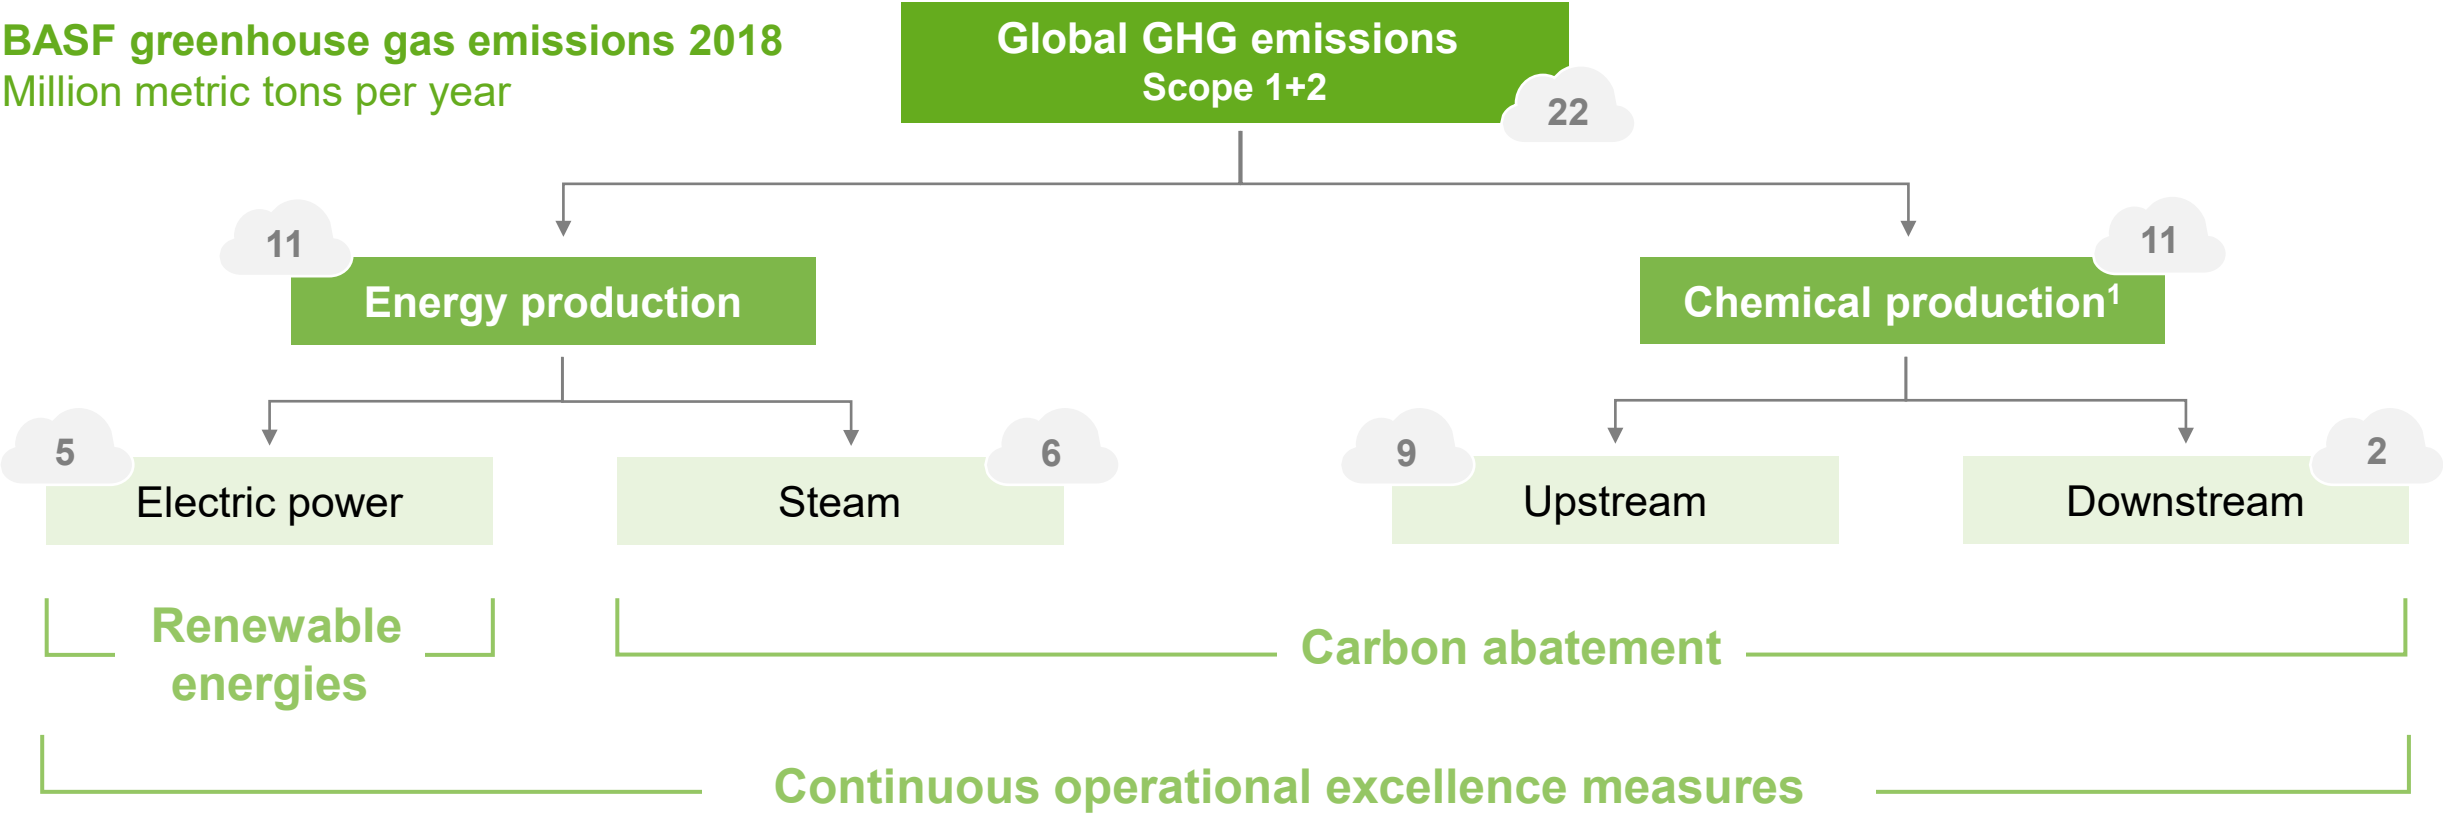 BASF greenhouse gas emissions 2018
Million metric tons per year
Global GHG emissions
Scope 1+2
22
11
Energy production
11
Chemical production¹
5
Electric power
6
Steam
9
Upstream
2
Downstream
Renewable
energies
Carbon abatement
Continuous operational excellence measures